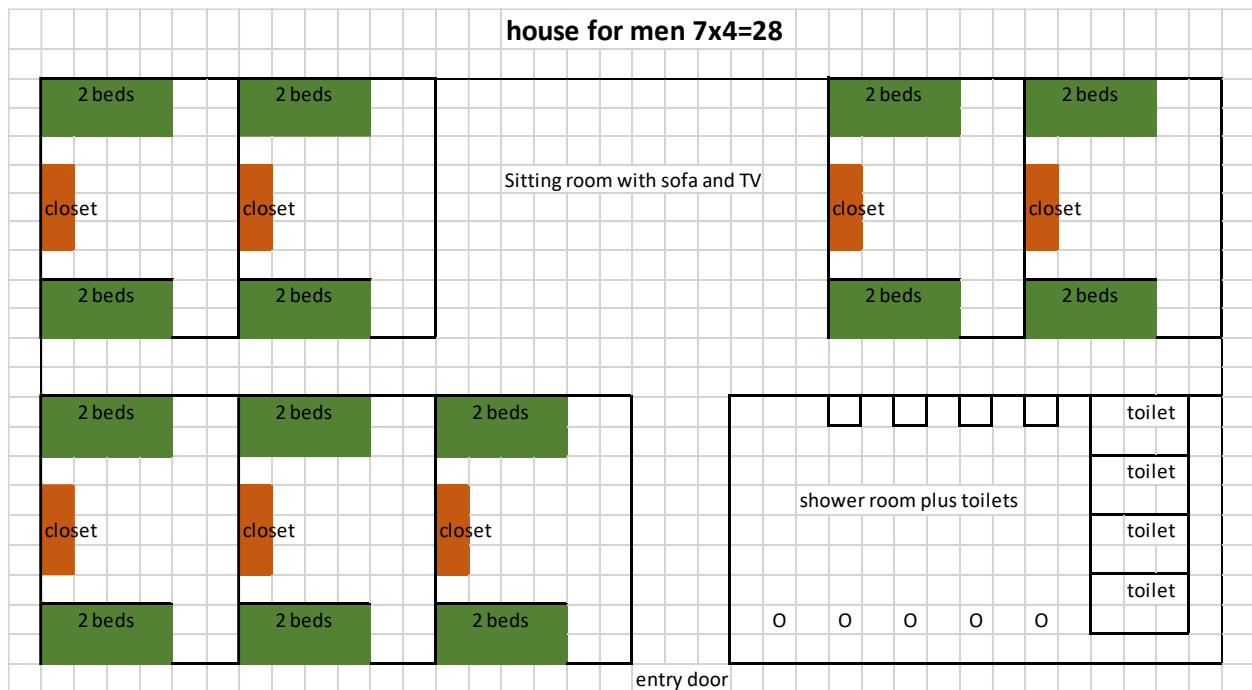 house for men 7x4=28
2 beds
2 beds
2 beds
2 beds
Sitting room with sofa and TV
closet
closet
closet
closet
2 beds
2 beds
2 beds
2 beds
2 beds
2 beds
2 beds
toilet
toilet
shower room plus toilets
closet
closet
closet
toilet
toilet
2 beds
2 beds
2 beds
O O O O O
entry door